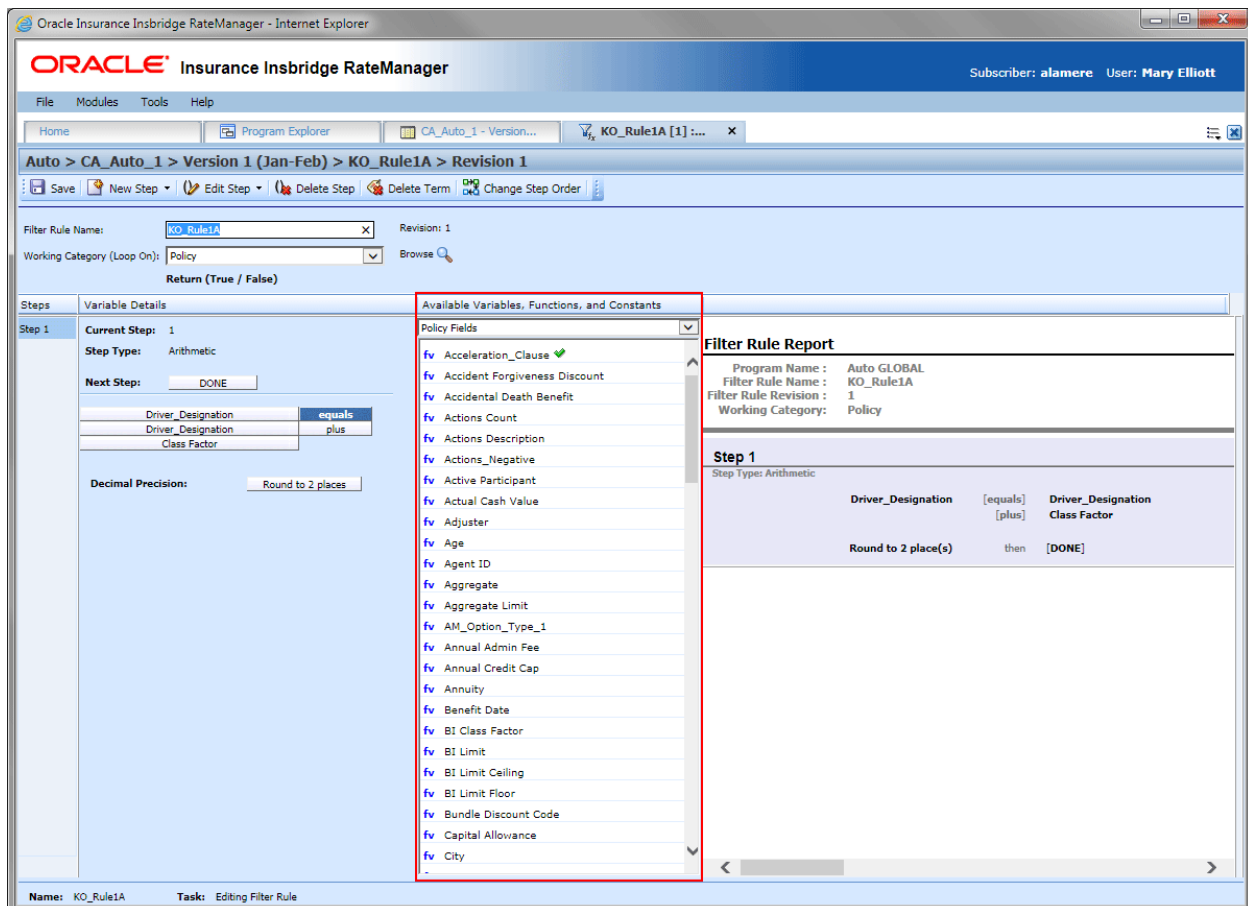 Oracle Insurance Insbridge RateManager - Internet Explorer
ORACLE Insurance Insbridge RateManager
Subscriber: alamere User: Mary Elliott
File Modules Tools Help
Home Program Explorer CA_Auto_1 - Version... KO_Rule1A [1] :...
Auto > CA_Auto_1 > Version 1 (Jan-Feb) > KO_Rule1A > Revision 1
Save New Step Edit Step Delete Step Delete Term Change Step Order
Filter Rule Name: KO_Rule1A Revision: 1
Working Category (Loop On): Policy Browse
Return (True / False)
Steps Variable Details Available Variables, Functions, and Constants
Step 1
Current Step: 1
Step Type: Arithmetic
Next Step: DONE
Driver_Designation equals
Driver_Designation plus
Class Factor
Decimal Precision: Round to 2 places
Policy Fields
fv Acceleration_Clause
fv Accident Forgiveness Discount
fv Accidental Death Benefit
fv Actions Count
fv Actions Description
fv Actions_Negative
fv Active Participant
fv Actual Cash Value
fv Adjuster
fv Age
fv Agent ID
fv Aggregate
fv Aggregate Limit
fv AM_Option_Type_1
fv Annual Admin Fee
fv Annual Credit Cap
fv Annuity
fv Benefit Date
fv BI Class Factor
fv BI Limit
fv BI Limit Ceiling
fv BI Limit Floor
fv Bundle Discount Code
fv Capital Allowance
fv City
Filter Rule Report
Program Name : Auto GLOBAL
Filter Rule Name : KO_Rule1A
Filter Rule Revision : 1
Working Category: Policy
Step 1
Step Type: Arithmetic
Driver_Designation [equals] Driver_Designation
[plus] Class Factor
Round to 2 place(s) then [DONE]
Name: KO_Rule1A Task: Editing Filter Rule